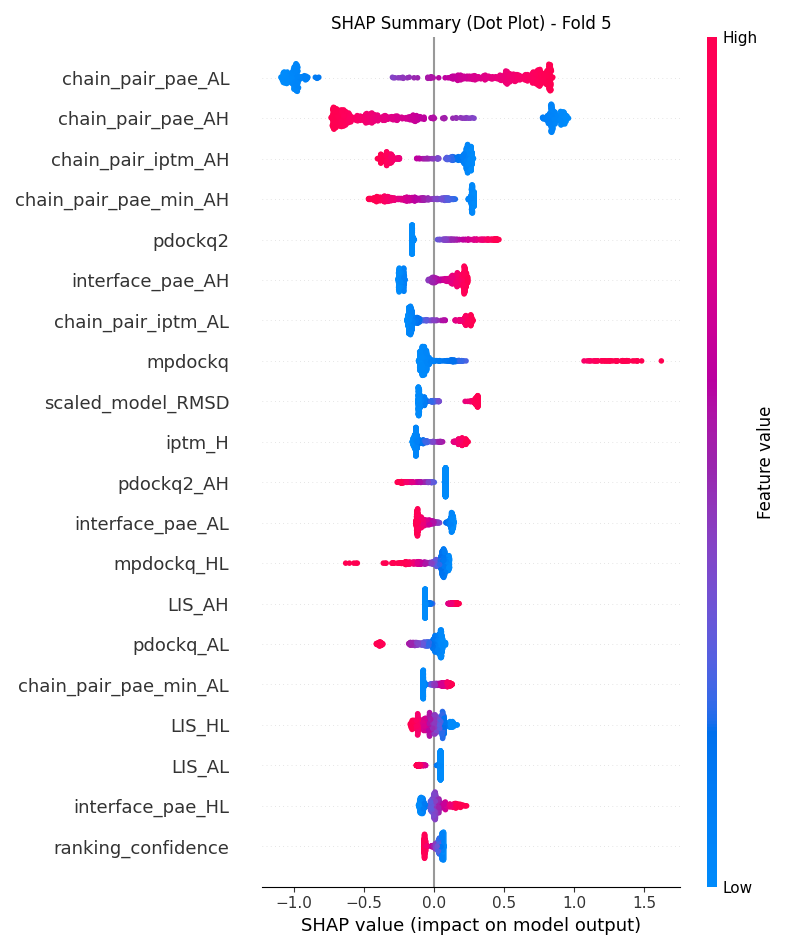 SHAP Summary (Dot Plot) - Fold 5
High
chain_pair_pae_AL
chain_pair_pae_AH
chain_pair_iptm_AH
chain_pair_pae_min_AH
pdockq2
interface_pae_AH
chain_pair_iptm_AL
mpdockq
scaled_model_RMSD
iptm_H
pdockq2_AH
interface_pae_AL
mpdockq_HL
LIS_AH
pdockq_AL
chain_pair_pae_min_AL
LIS_HL
LIS_AL
interface_pae_HL
ranking_confidence
Feature value
Low
−1.0 −0.5 0.0 0.5 1.0 1.5
SHAP value (impact on model output)